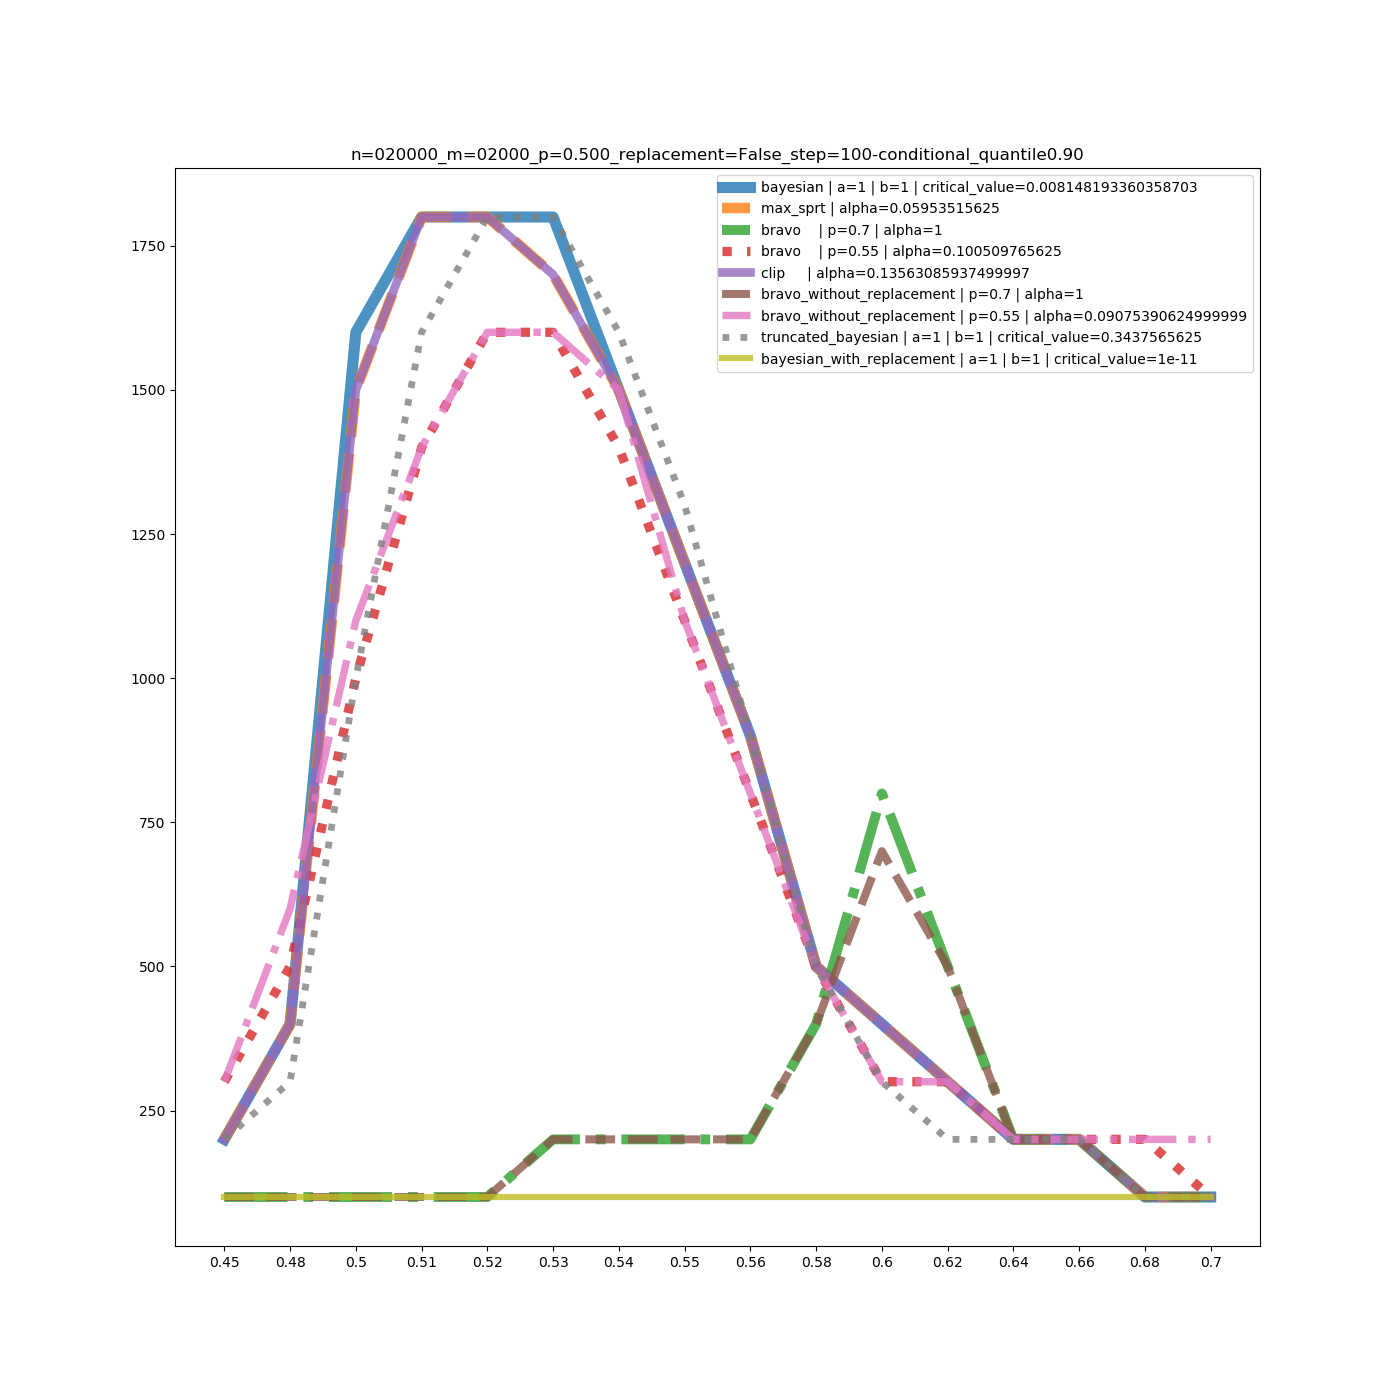 n=020000_m=02000_p=0.500_replacement=False_step=100-conditional_quantile0.90
bayesian | a=1 | b=1 | critical_value=0.008148193360358703
max_sprt | alpha=0.05953515625
bravo    | p=0.7 | alpha=1
bravo    | p=0.55 | alpha=0.100509765625
clip     | alpha=0.13563085937499997
bravo_without_replacement | p=0.7 | alpha=1
bravo_without_replacement | p=0.55 | alpha=0.09075390624999999
truncated_bayesian | a=1 | b=1 | critical_value=0.3437565625
bayesian_with_replacement | a=1 | b=1 | critical_value=1e-11
1750
1500
1250
1000
750
500
250
0.45 0.48 0.5 0.51 0.52 0.53 0.54 0.55 0.56 0.58 0.6 0.62 0.64 0.66 0.68 0.7